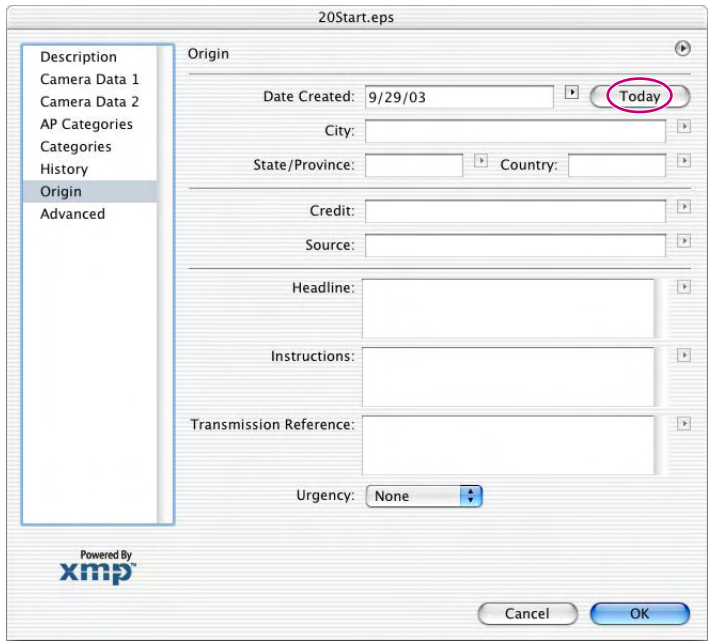 20Start.eps
Description
Camera Data 1
Camera Data 2
AP Categories
Categories
History
Origin
Advanced
Powered By
xmp™
Origin
Date Created: 9/29/03 Today
City:
State/Province: Country:
Credit:
Source:
Headline:
Instructions:
Transmission Reference:
Urgency: None
Cancel OK